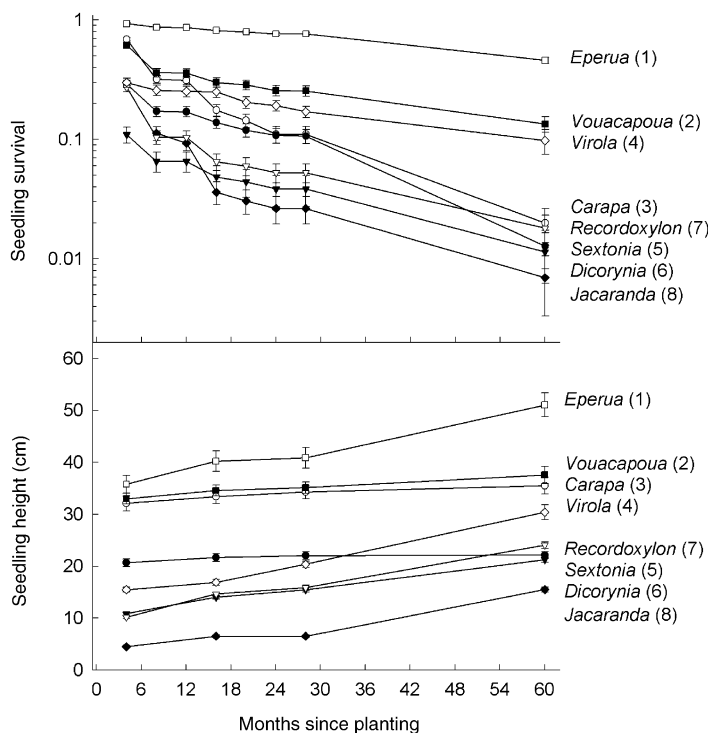 1
0.1
0.01
Seedling survival
Eperua (1)
Vouacapoua (2)
Virola (4)
Carapa (3)
Recordoxylon (7)
Sextonia (5)
Dicorynia (6)
Jacaranda (8)
60
50
40
30
20
10
0
Seedling height (cm)
Eperua (1)
Vouacapoua (2)
Carapa (3)
Virola (4)
Recordoxylon (7)
Sextonia (5)
Dicorynia (6)
Jacaranda (8)
0 6 12 18 24 30 36 42 48 54 60
Months since planting